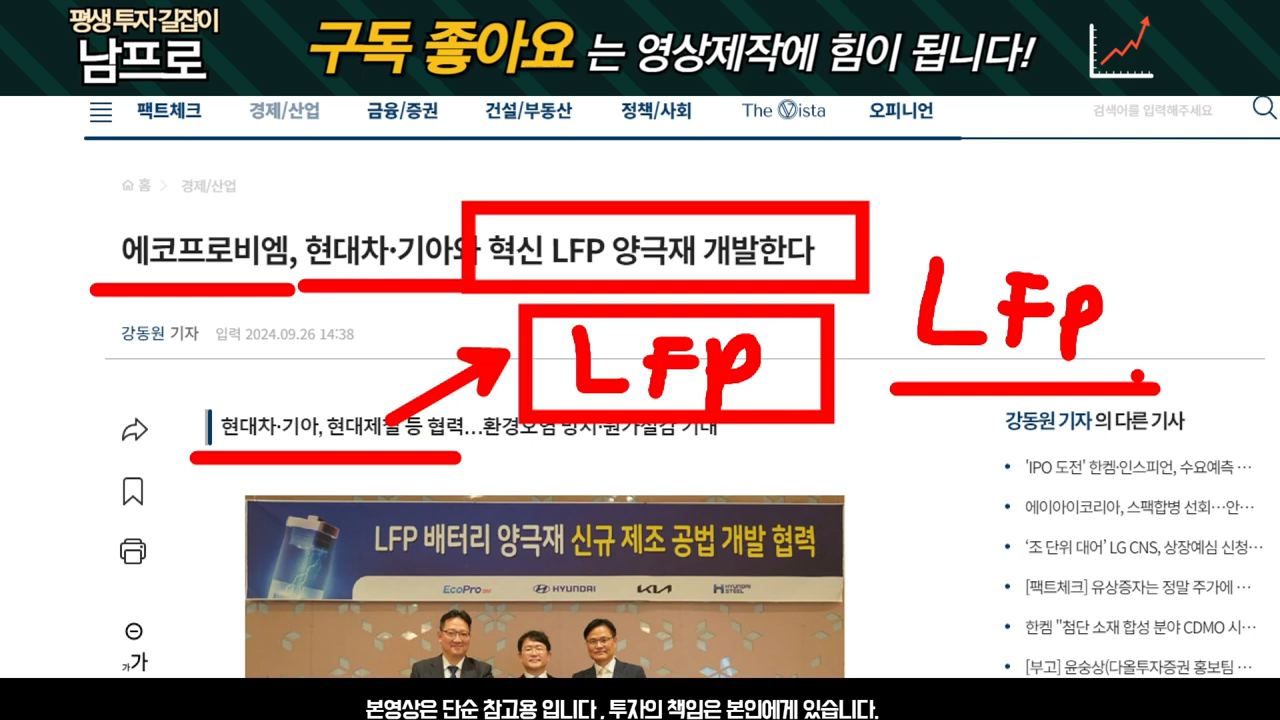 평생 투자 길잡이
남프로
구독 좋아요 는 영상제작에 힘이 됩니다!
팩트체크 경제/산업 금융/증권 건설/부동산 정책/사회 The Vista 오피니언
검색어를 입력해주세요
홈 > 경제/산업
에코프로비엠, 현대차·기아와 혁신 LFP 양극재 개발한다
LFP
강동원 기자 입력 2024.09.26 14:38
LFP
현대차·기아, 현대제철 등 협력…환경오염 방지·원가절감 기대
강동원 기자의 다른 기사
'IPO 도전' 한켐·인스피언, 수요예측 …
에이아이코리아, 스팩합병 선회…안…
‘조 단위 대어’ LG CNS, 상장예심 신청…
[팩트체크] 유상증자는 정말 주가에 …
한켐 "첨단 소재 합성 분야 CDMO 시…
[부고] 윤숭상(다올투자증권 홍보팀 …
가가
LFP 배터리 양극재 신규 제조 공법 개발 협력
EcoPro BM HYUNDAI KIA HYUNDAI STEEL
본영상은 단순 참고용 입니다 , 투자의 책임은 본인에게 있습니다.